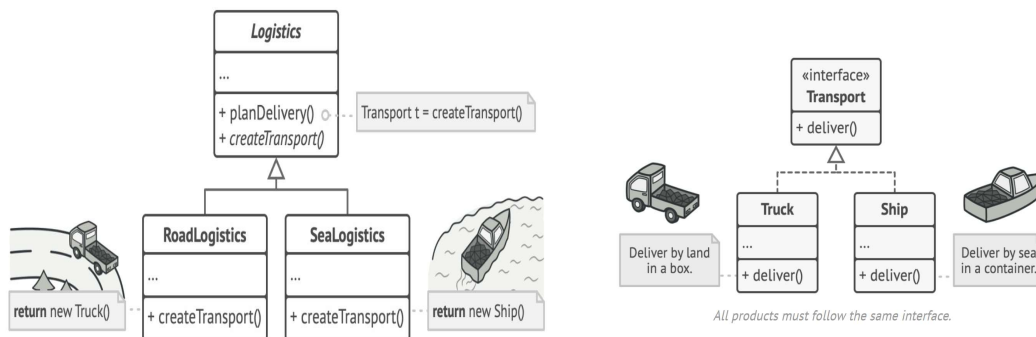 Logistics
...
+ planDelivery()
+ createTransport()
Transport t = createTransport()
RoadLogistics
...
+ createTransport()
SeaLogistics
...
+ createTransport()
return new Truck()
return new Ship()
«interface»
Transport
+ deliver()
Truck
...
+ deliver()
Ship
...
+ deliver()
Deliver by land
in a box.
Deliver by sea
in a container.
All products must follow the same interface.